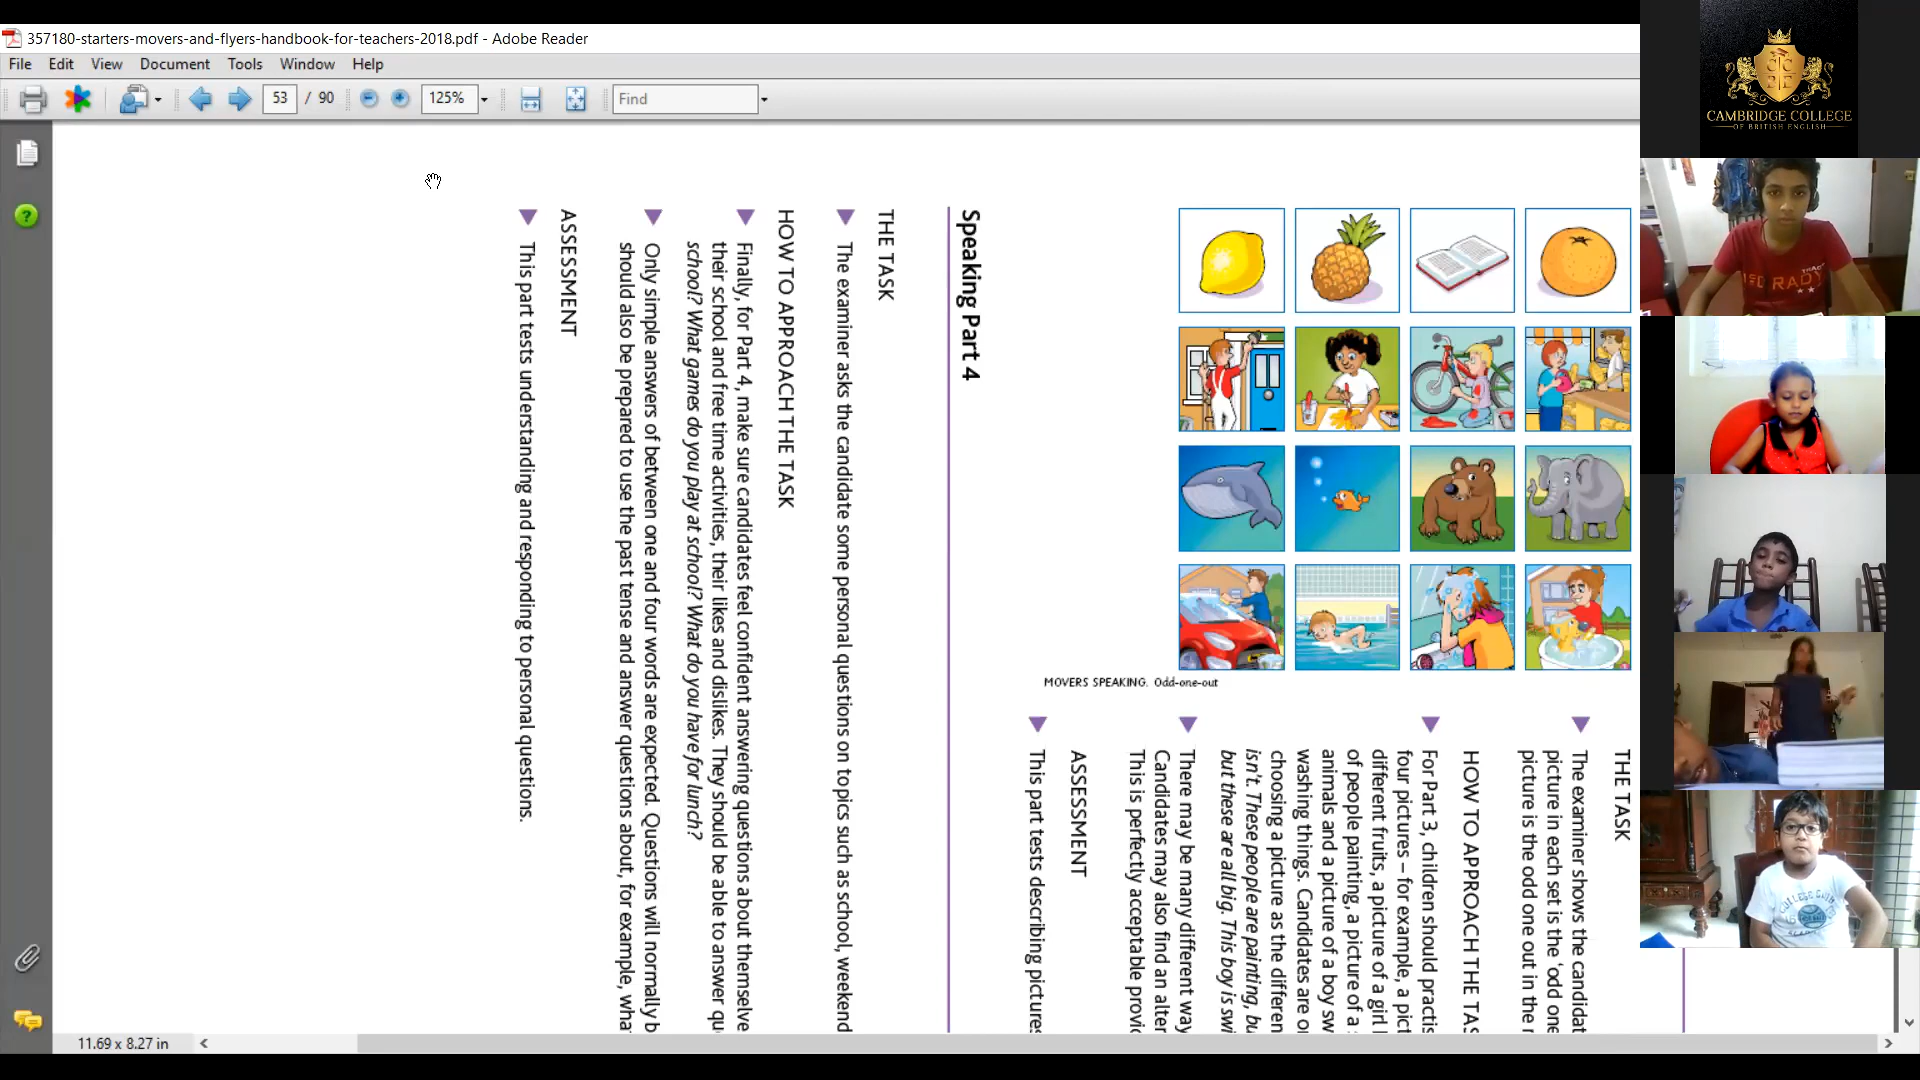 357180-starters-movers-and-flyers-handbook-for-teachers-2018.pdf - Adobe Reader
File Edit View Document Tools Window Help
53 / 90 125% Find
CAMBRIDGE COLLEGE
OF BRITISH ENGLISH
THE TASK
The examiner shows the candidat
picture in each set is the ‘odd one
picture is the odd one out in the r
HOW TO APPROACH THE TAS
For Part 3, children should practis
four pictures – for example, a pict
different fruits, a picture of a girl
of people painting, a picture of a
animals and a picture of a boy sw
washing things. Candidates are o
choosing a picture as the differen
isn't. These people are painting, bu
but these are all big. This boy is swi
There may be many different way
Candidates may also find an alter
This is perfectly acceptable provic
ASSESSMENT
This part tests describing pictures
MOVERS SPEAKING. Odd-one-out
Speaking Part 4
THE TASK
The examiner asks the candidate some personal questions on topics such as school, weekend
HOW TO APPROACH THE TASK
Finally, for Part 4, make sure candidates feel confident answering questions about themselve
their school and free time activities, their likes and dislikes. They should be able to answer qu
school? What games do you play at school? What do you have for lunch?
Only simple answers of between one and four words are expected. Questions will normally b
should also be prepared to use the past tense and answer questions about, for example, wha
ASSESSMENT
This part tests understanding and responding to personal questions.
11.69 x 8.27 in